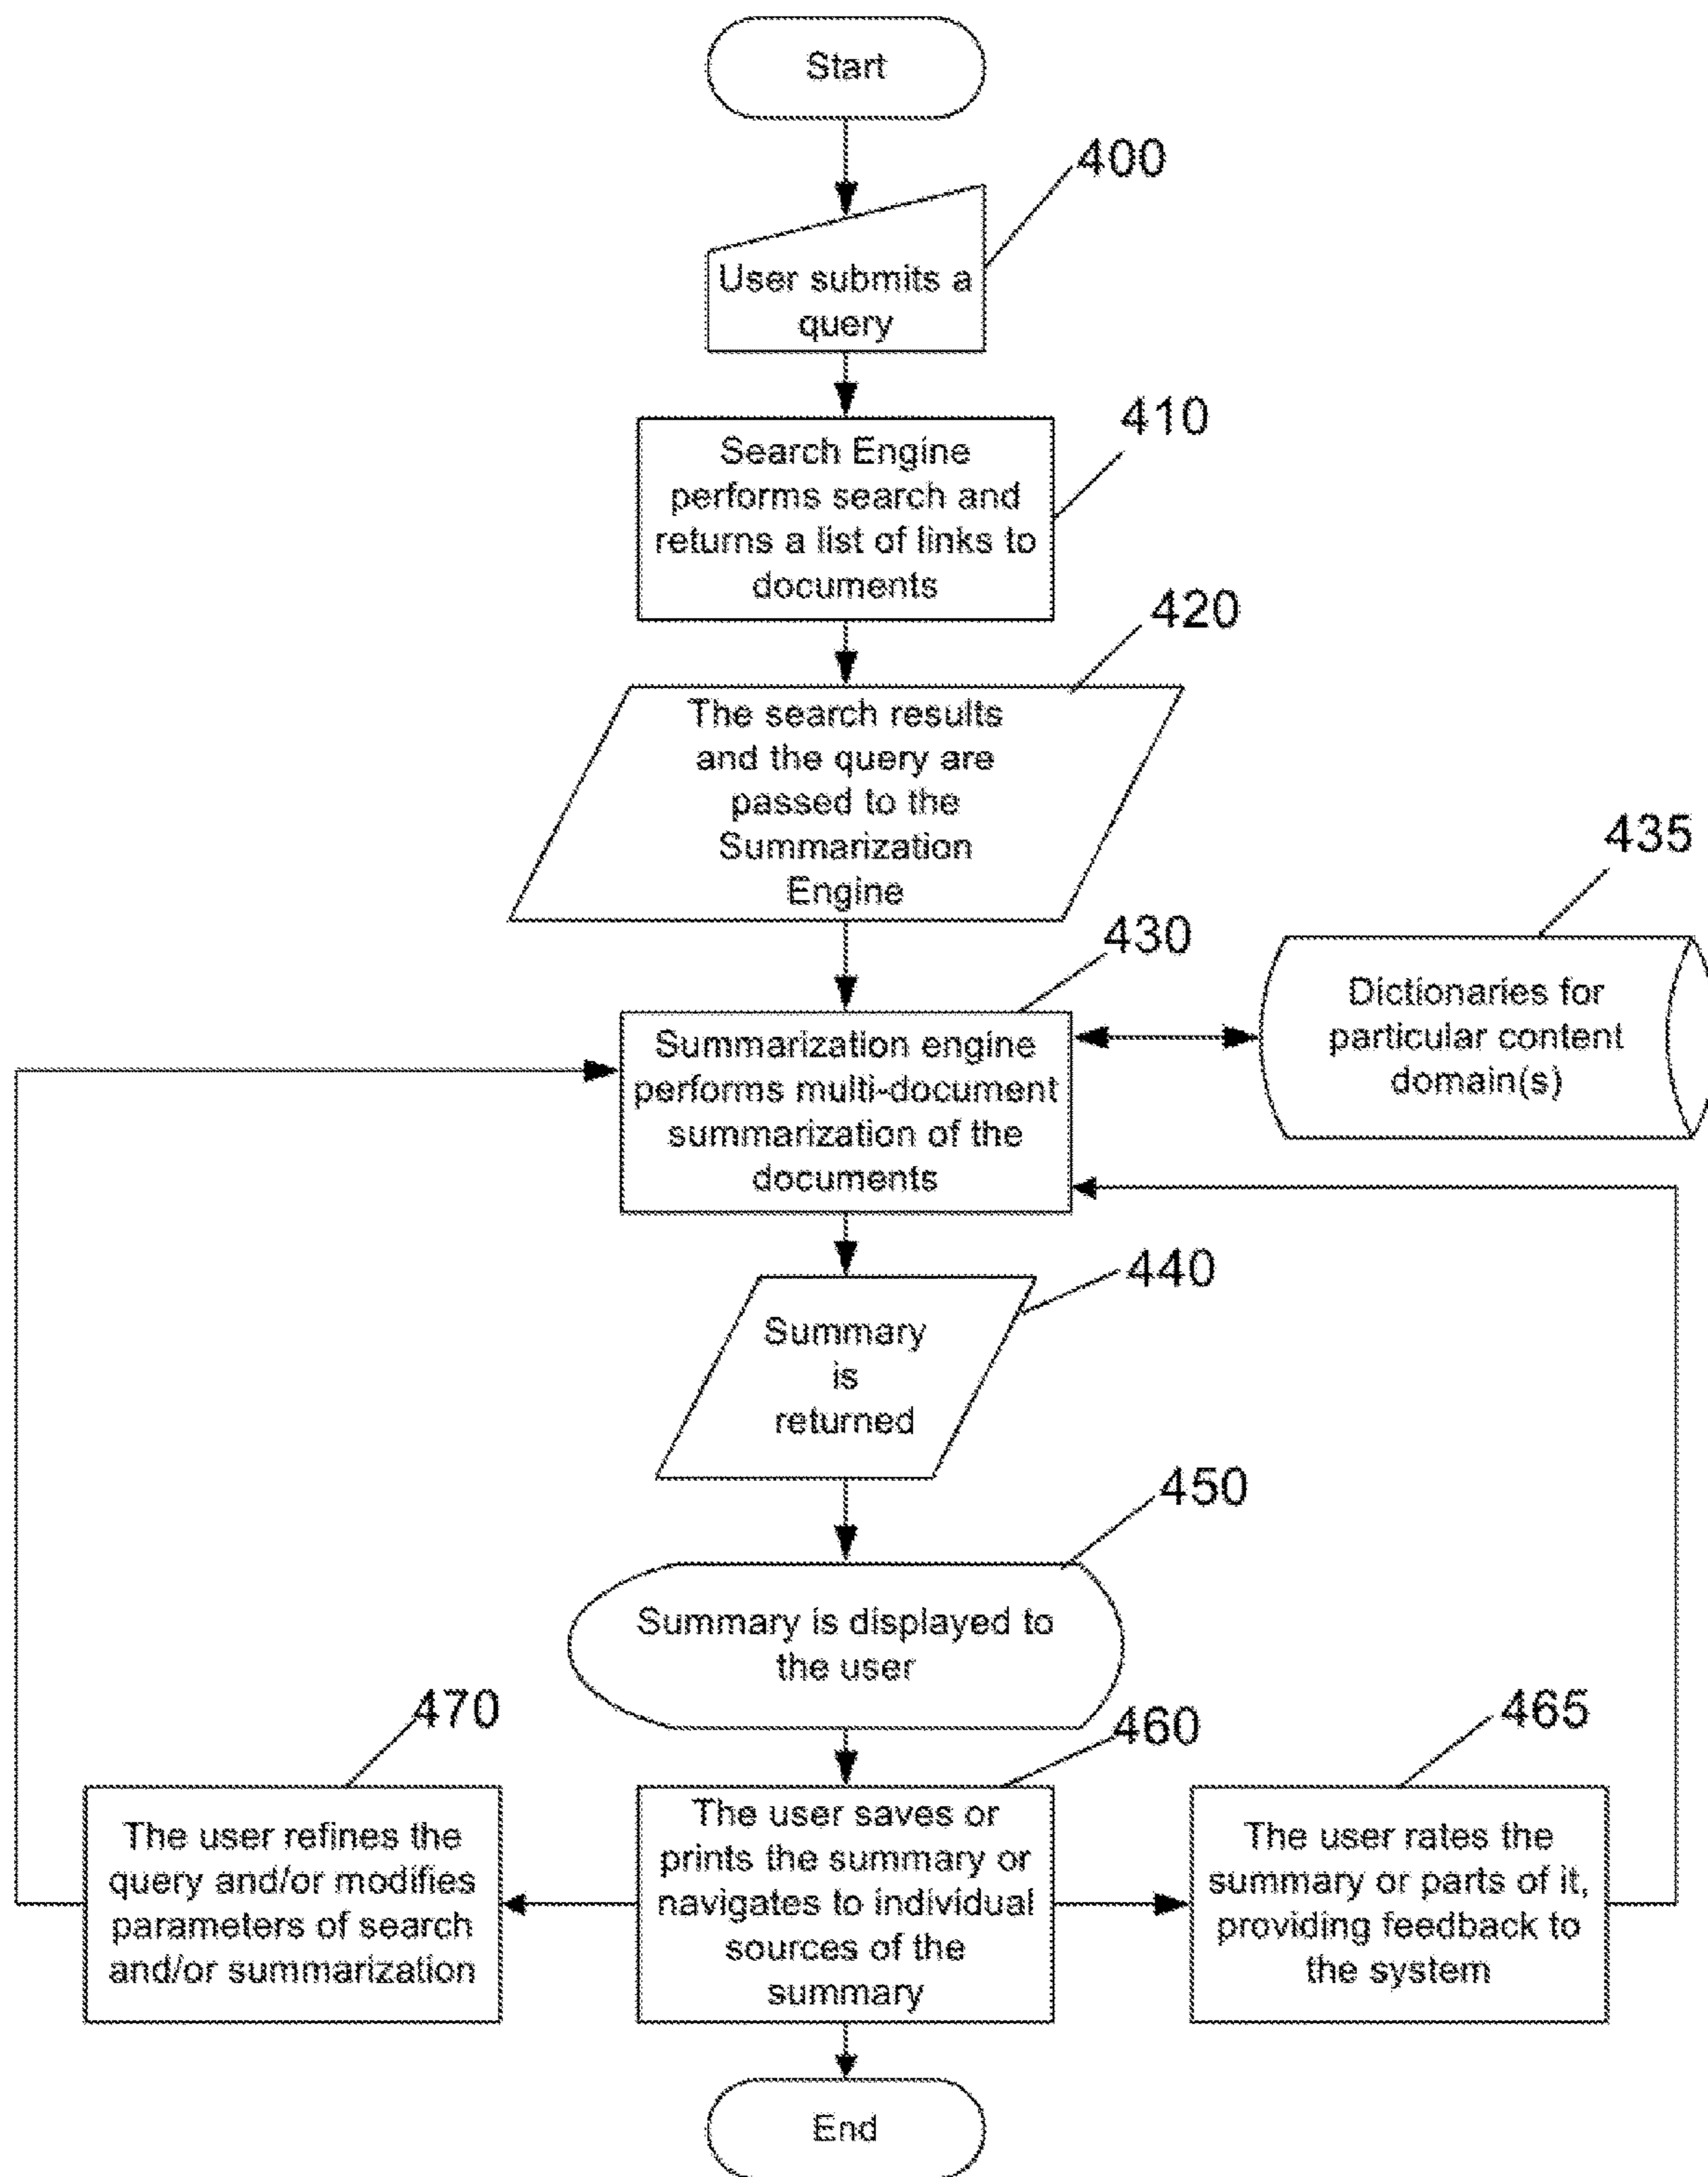 Start
400
User submits a
query
410
Search Engine
performs search and
returns a list of links to
documents
420
The search results
and the query are
passed to the
Summarization
Engine
430
435
Summarization engine
performs multi-document
summarization of the
documents
Dictionaries for
particular content
domain(s)
440
Summary
is
returned
450
Summary is displayed to
the user
470
460
465
The user refines the
query and/or modifies
parameters of search
and/or summarization
The user saves or
prints the summary or
navigates to individual
sources of the
summary
The user rates the
summary or parts of it,
providing feedback to
the system
End